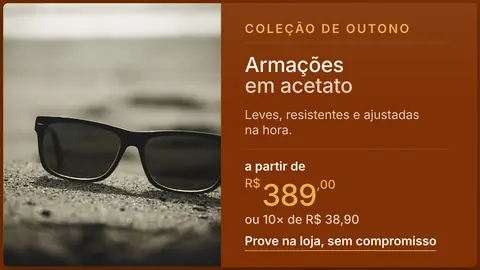 COLEÇÃO DE OUTONO
Armações
em acetato
Leves, resistentes e ajustadas
na hora.
a partir de
R$ 389,00
ou 10× de R$ 38,90
Prove na loja, sem compromisso